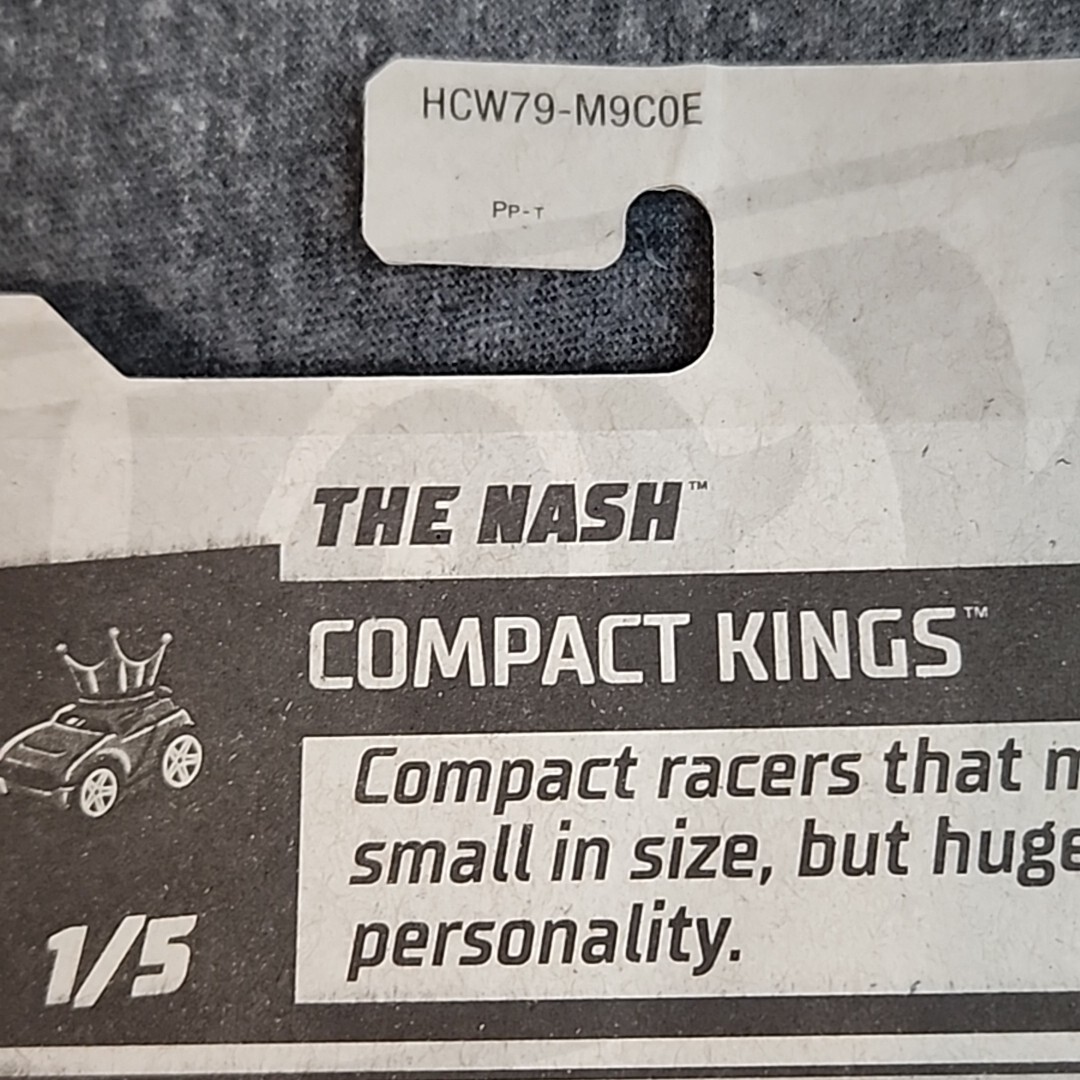 HCW79-M9C0E
PP-T
THE NASH™
COMPACT KINGS™
Compact racers that
small in size, but huge
personality.
1/5